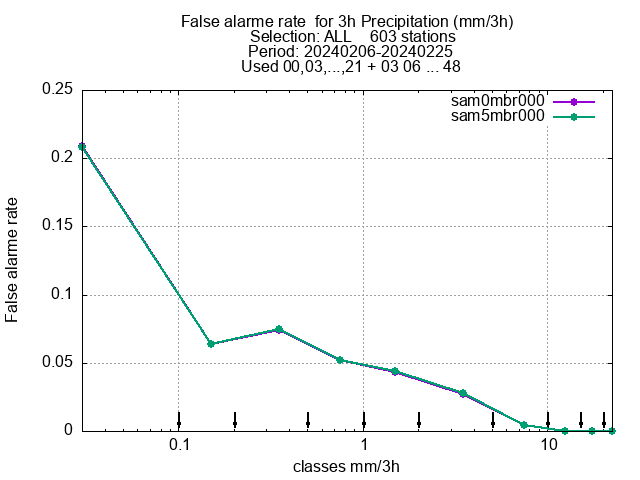 False alarme rate  for 3h Precipitation (mm/3h)
Selection: ALL    603 stations
Period: 20240206-20240225
Used 00,03,...,21 + 03 06 ... 48
sam0mbr000
sam5mbr000
0.25
0.2
0.15
0.1
0.05
0
False alarme rate
0.1 1 10
classes mm/3h